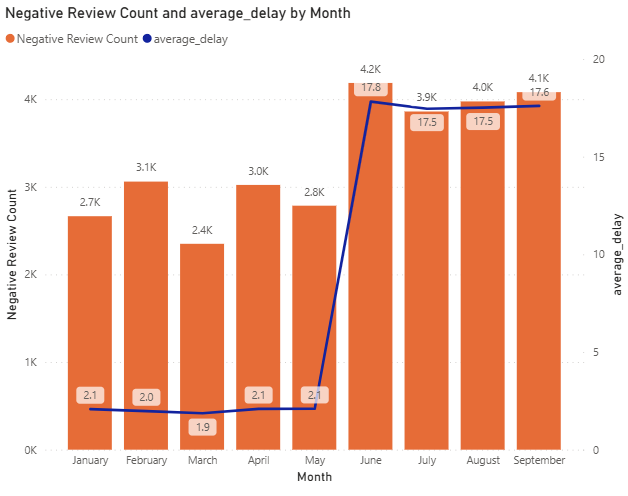 Negative Review Count and average_delay by Month
Negative Review Count average_delay
Negative Review Count
4K
3K
2K
1K
0K
2.7K
3.1K
2.4K
3.0K
2.8K
4.2K
3.9K
4.0K
4.1K
2.1
2.0
1.9
2.1
2.1
17.8
17.5
17.5
17.6
20
15
10
5
0
average_delay
January February March April May June July August September
Month